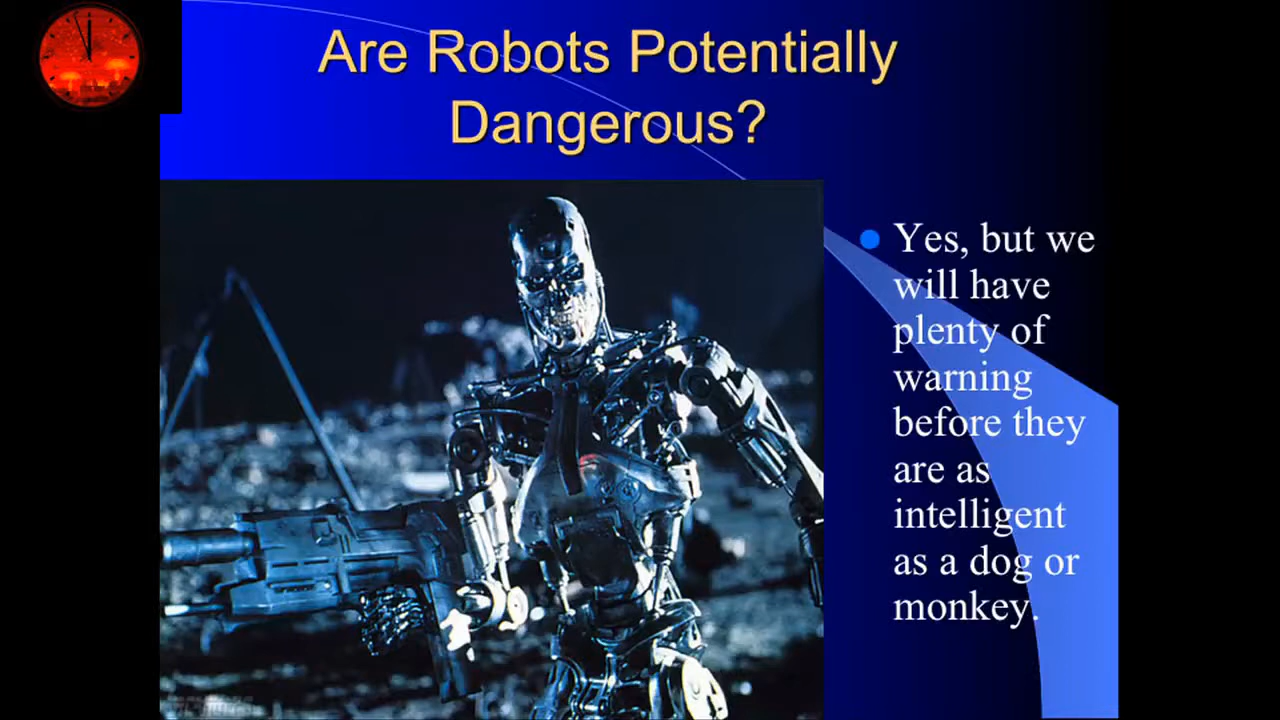 Are Robots Potentially
Dangerous?
Yes, but we
will have
plenty of
warning
before they
are as
intelligent
as a dog or
monkey.